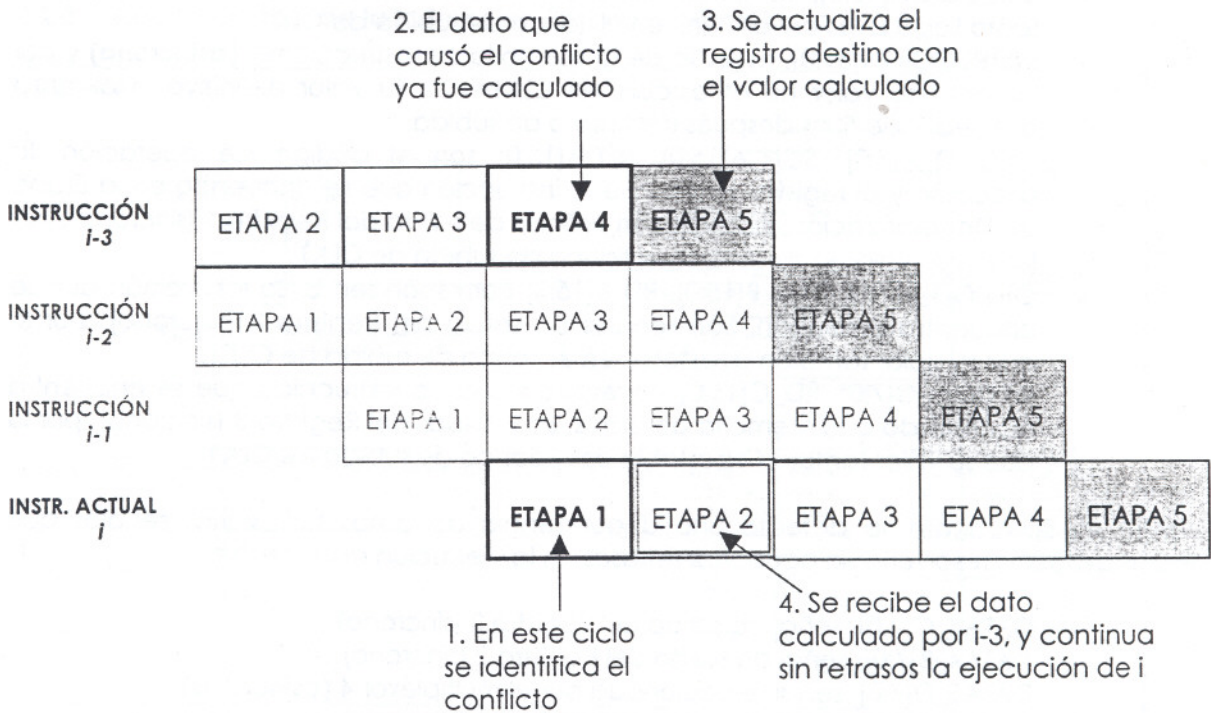 2. El dato que
causó el conflicto
ya fue calculado
3. Se actualiza el
registro destino con
el valor calculado
INSTRUCCIÓN
i-3
ETAPA 2
ETAPA 3
ETAPA 4
ETAPA 5
INSTRUCCIÓN
i-2
ETAPA 1
ETAPA 2
ETAPA 3
ETAPA 4
ETAPA 5
INSTRUCCIÓN
i-1
ETAPA 1
ETAPA 2
ETAPA 3
ETAPA 4
ETAPA 5
INSTR. ACTUAL
i
ETAPA 1
ETAPA 2
ETAPA 3
ETAPA 4
ETAPA 5
1. En este ciclo
se identifica el
conflicto
4. Se recibe el dato
calculado por i-3, y continua
sin retrasos la ejecución de i